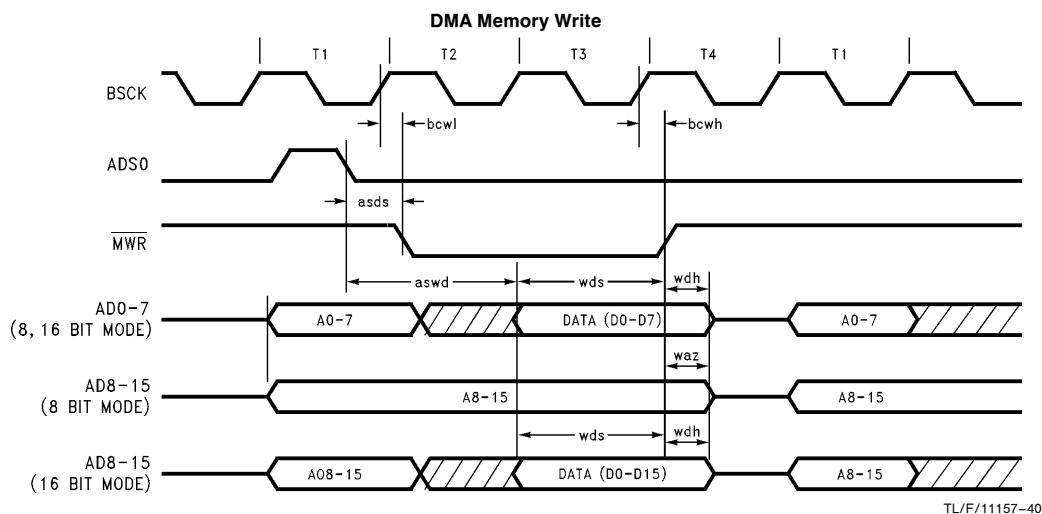 DMA Memory Write
T1 T2 T3 T4 T1
BSCK
bcwl bcwh
ADS0
asds
MWR
aswd wds wdh
AD0-7
(8, 16 BIT MODE)
A0-7 DATA (D0-D7) A0-7
waz
AD8-15
(8 BIT MODE)
A8-15 A8-15
wds wdh
AD8-15
(16 BIT MODE)
A08-15 DATA (D0-D15) A8-15
TL/F/11157-40